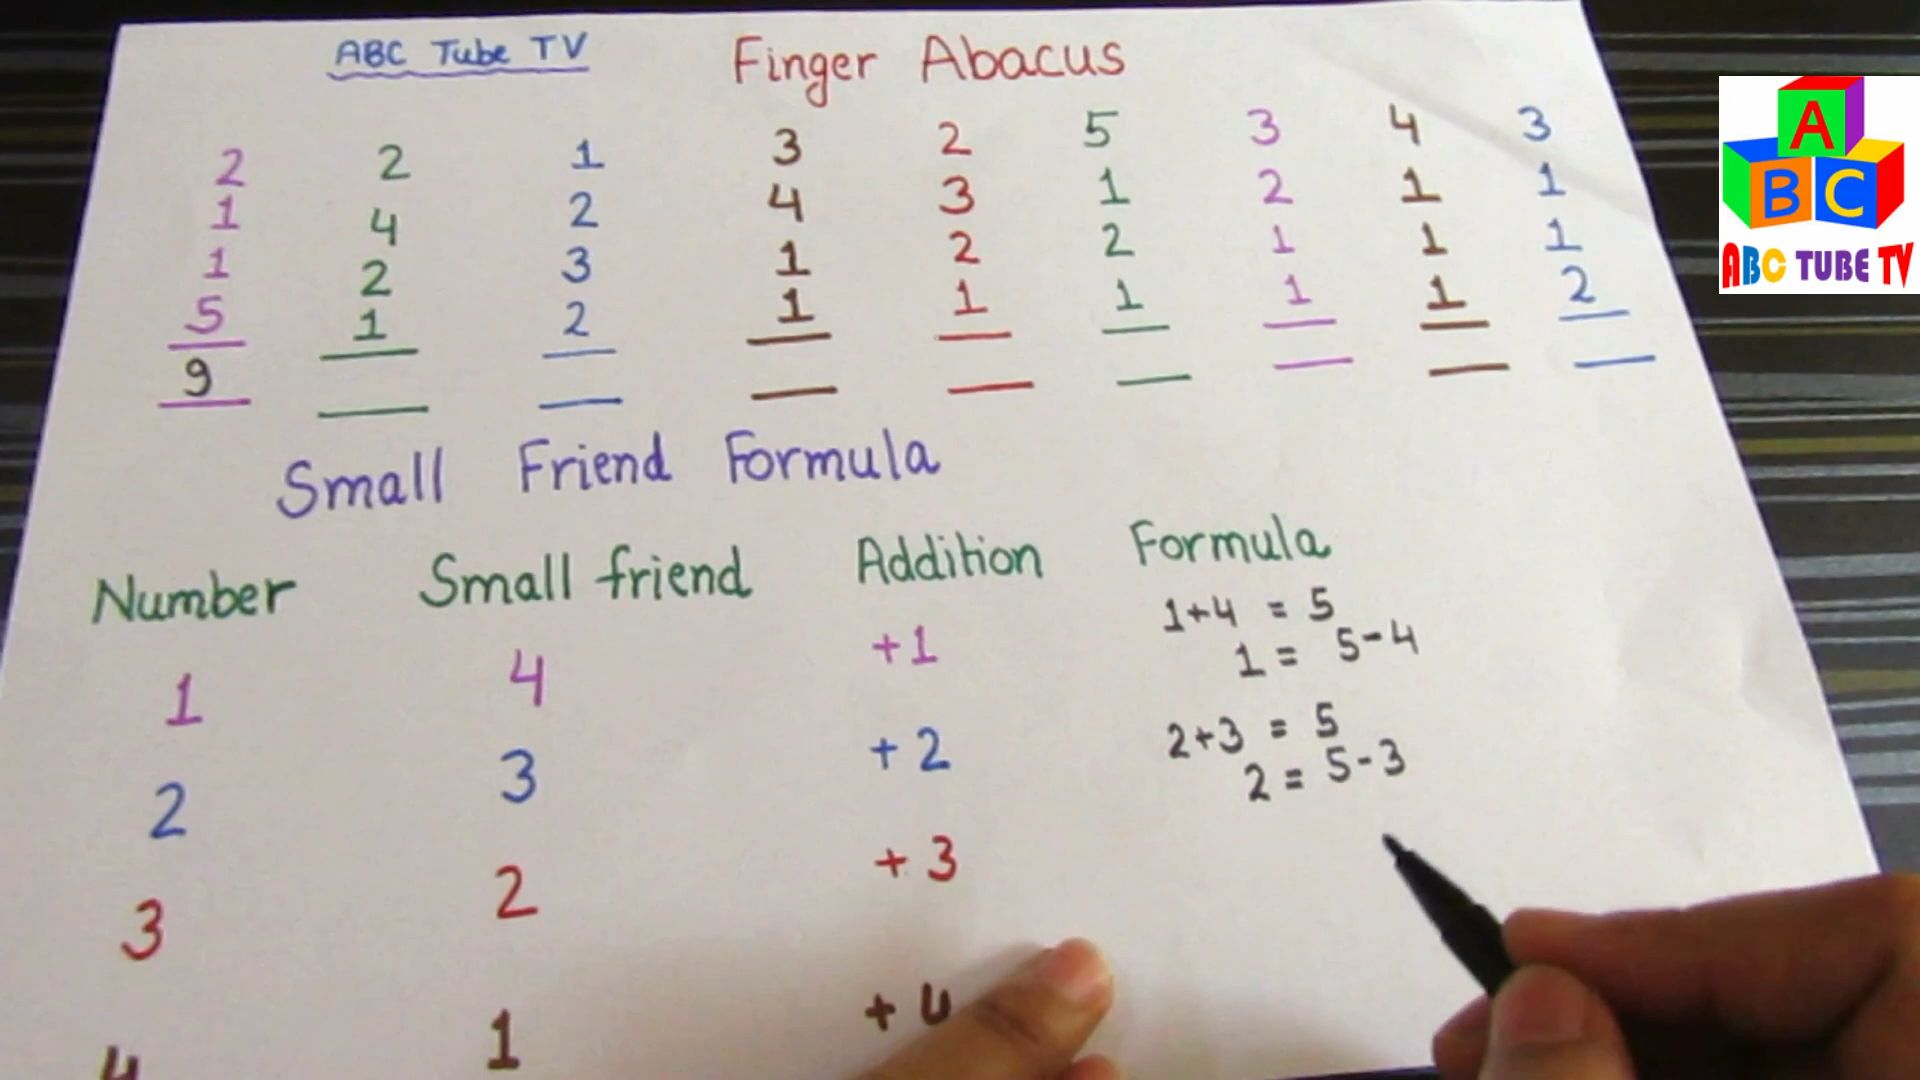 ABC Tube TV Finger Abacus
2 2 1 3 2 5 3 4 3
1 4 2 4 3 1 2 1 1
1 2 3 1 2 2 1 1 1
5 1 2 1 1 1 1 1 2
9
Small Friend Formula
Number Small friend Addition Formula
1 4 +1 1+4 = 5
1 = 5-4
2 3 +2 2+3 = 5
2 = 5-3
3 2 +3
4 1 +4
A
B C
ABC TUBE TV